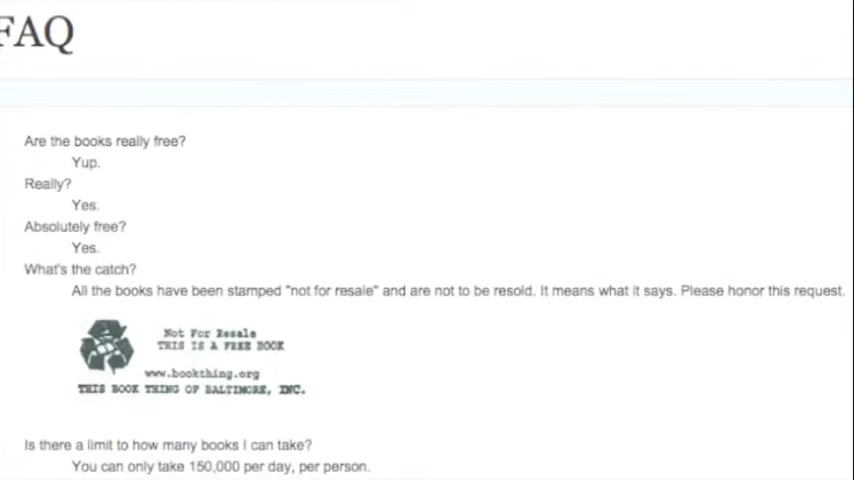 FAQ
Are the books really free?
Yup.
Really?
Yes.
Absolutely free?
Yes.
What's the catch?
All the books have been stamped "not for resale" and are not to be resold. It means what it says. Please honor this request.
Not For Resale
THIS IS A FREE BOOK
www.bookthing.org
THIS BOOK THING OF BALTIMORE, INC.
Is there a limit to how many books I can take?
You can only take 150,000 per day, per person.